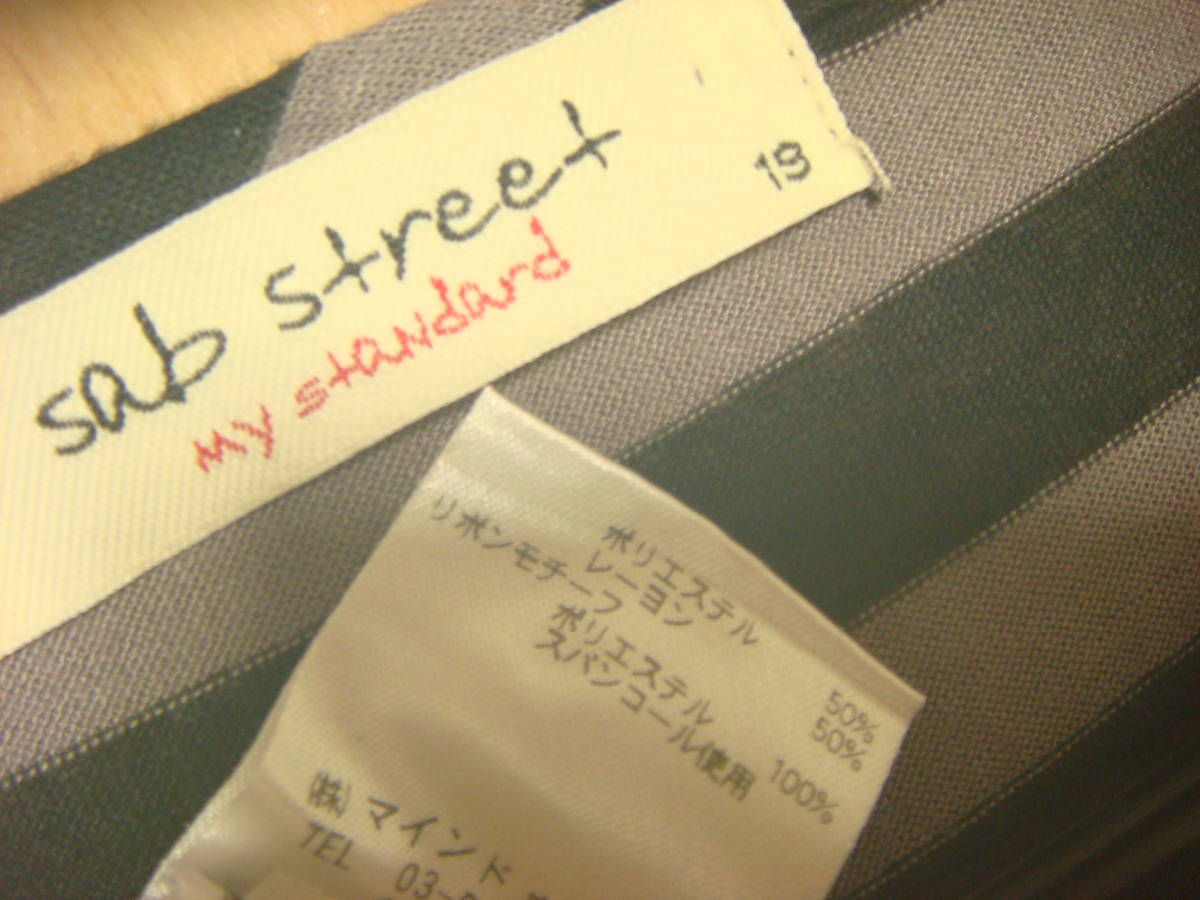 sab street
my standard
19
ポリエステル 50%
レーヨン 50%
リボンモチーフ
ポリエステル 100%
スパンコール使用
㈱ マインド
TEL 03-